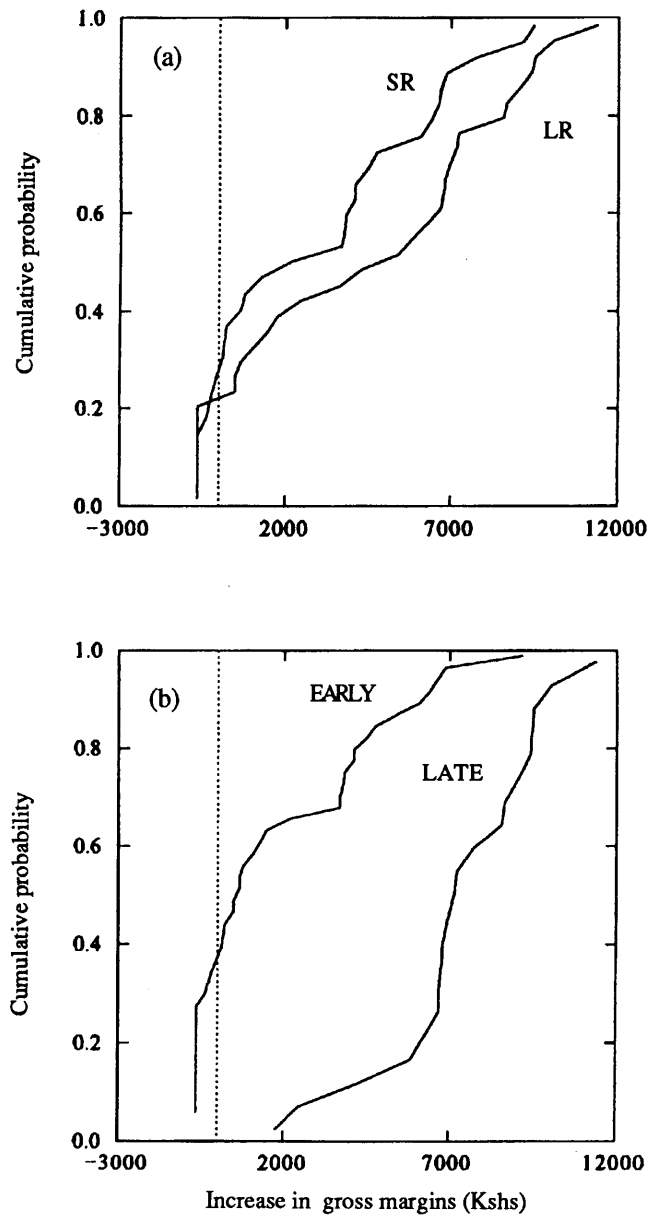 (a)
SR
LR
Cumulative probability
1.0
0.8
0.6
0.4
0.2
0.0
−3000 2000 7000 12000
(b)
EARLY
LATE
Cumulative probability
1.0
0.8
0.6
0.4
0.2
0.0
−3000 2000 7000 12000
Increase in gross margins (Kshs)